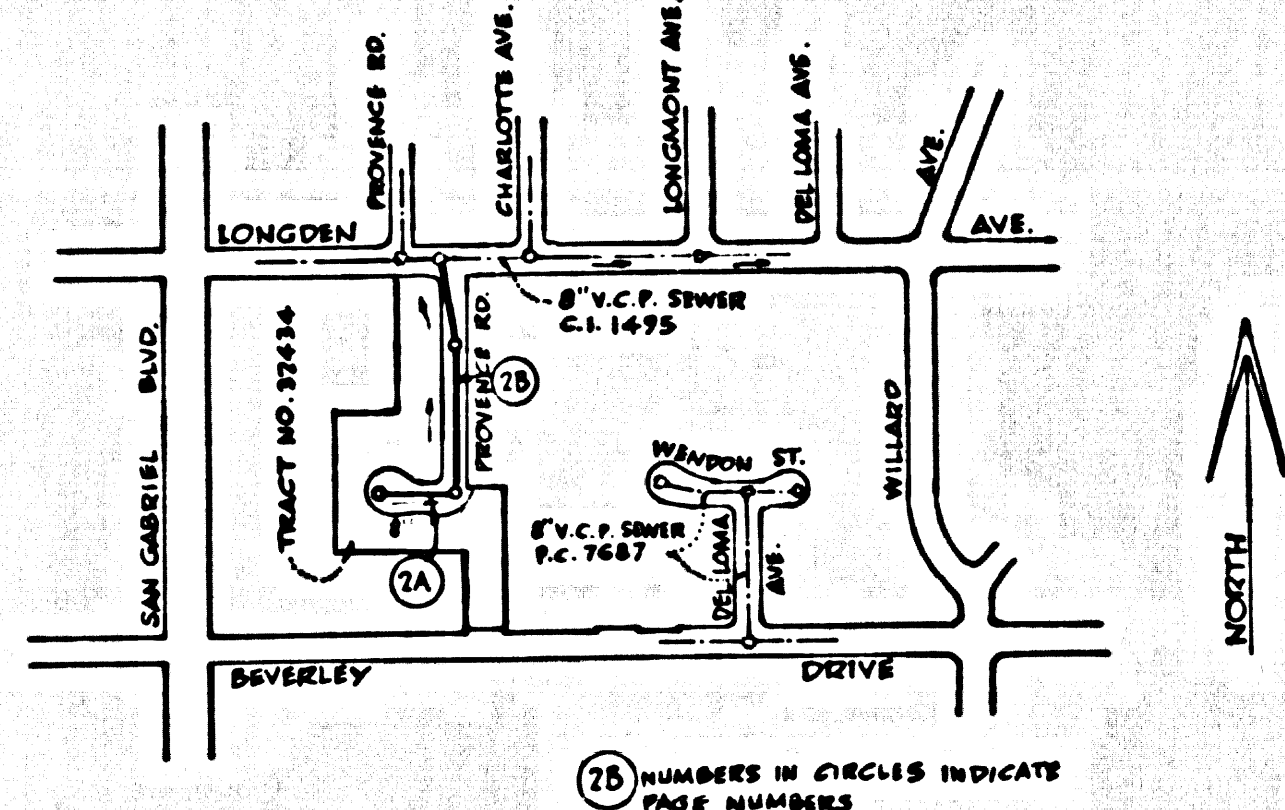 PROVENCE RD.
CHARLOTTE AVE.
LONGMONT AVE.
DEL LOMA AVE.
AVE.
LONGDEN
AVE.
8" V.C.P. SEWER
C.I. 1495
SAN GABRIEL BLVD.
TRACT NO. 32434
PROVENCE RD.
2B
WENDON ST.
WILLARD
8"
8" V.C.P. SEWER
P.C. 7687
DEL LOMA
AVE.
2A
NORTH
BEVERLEY
DRIVE
2B NUMBERS IN CIRCLES INDICATE
PAGE NUMBERS